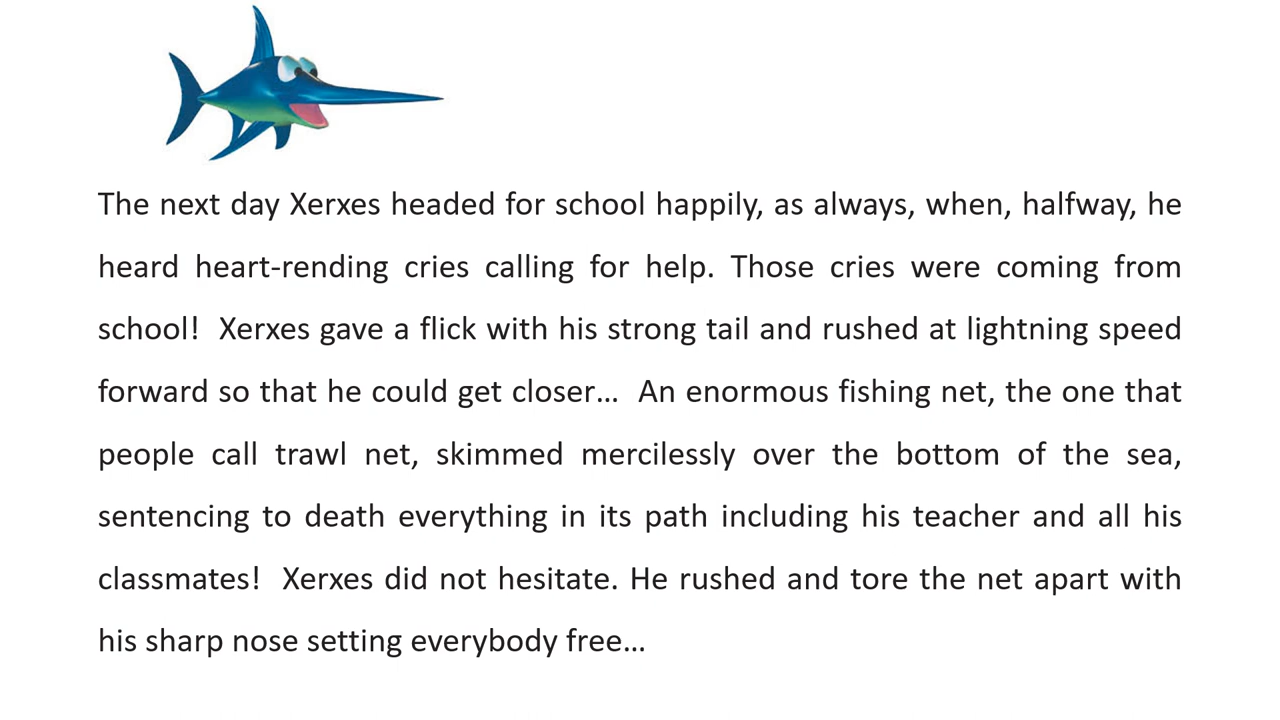 The next day Xerxes headed for school happily, as always, when, halfway, he
heard heart-rending cries calling for help. Those cries were coming from
school!  Xerxes gave a flick with his strong tail and rushed at lightning speed
forward so that he could get closer…  An enormous fishing net, the one that
people call trawl net, skimmed mercilessly over the bottom of the sea,
sentencing to death everything in its path including his teacher and all his
classmates!  Xerxes did not hesitate. He rushed and tore the net apart with
his sharp nose setting everybody free…